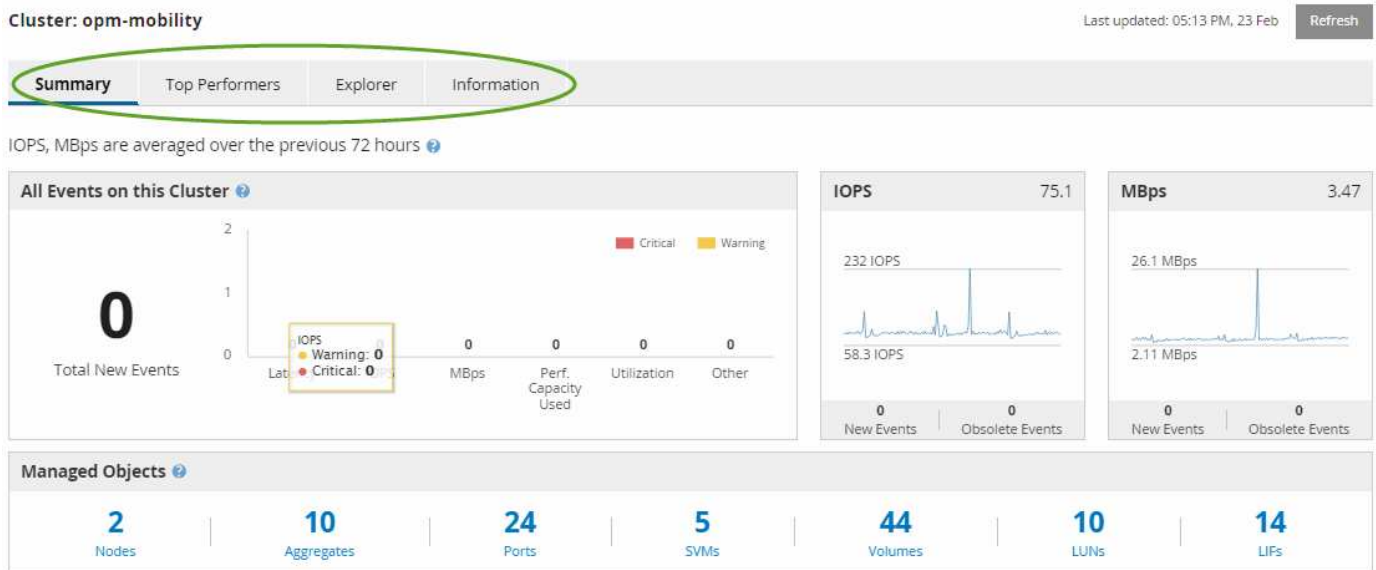 Cluster: opm-mobility
Last updated: 05:13 PM, 23 Feb Refresh
Summary Top Performers Explorer Information
IOPS, MBps are averaged over the previous 72 hours ?
All Events on this Cluster ?
0
Total New Events
2
1
0
Critical Warning
IOPS
Warning: 0
Critical: 0
0 0 0 0
MBps Perf. Capacity Used Utilization Other
IOPS 75.1
232 IOPS
58.3 IOPS
0 0
New Events Obsolete Events
MBps 3.47
26.1 MBps
2.11 MBps
0 0
New Events Obsolete Events
Managed Objects ?
2 10 24 5 44 10 14
Nodes Aggregates Ports SVMs Volumes LUNs LIFs